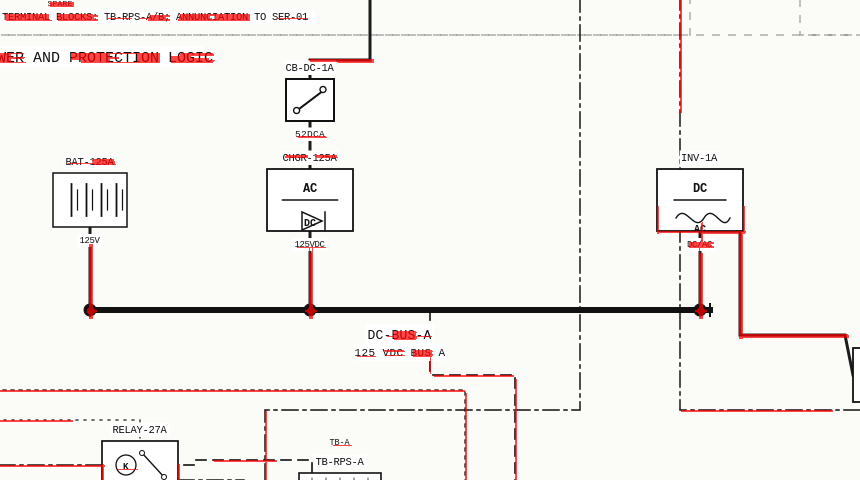 SPARE
TERMINAL BLOCKS: TB-RPS-A/B; ANNUNCIATION TO SER-01
WER AND PROTECTION LOGIC
CB-DC-1A
52DCA
BAT-125A
CHGR-125A
INV-1A
AC
DC
DC
AC
125V
125VDC
DC/AC
DC-BUS-A
125 VDC BUS A
RELAY-27A
TB-A
K
TB-RPS-A